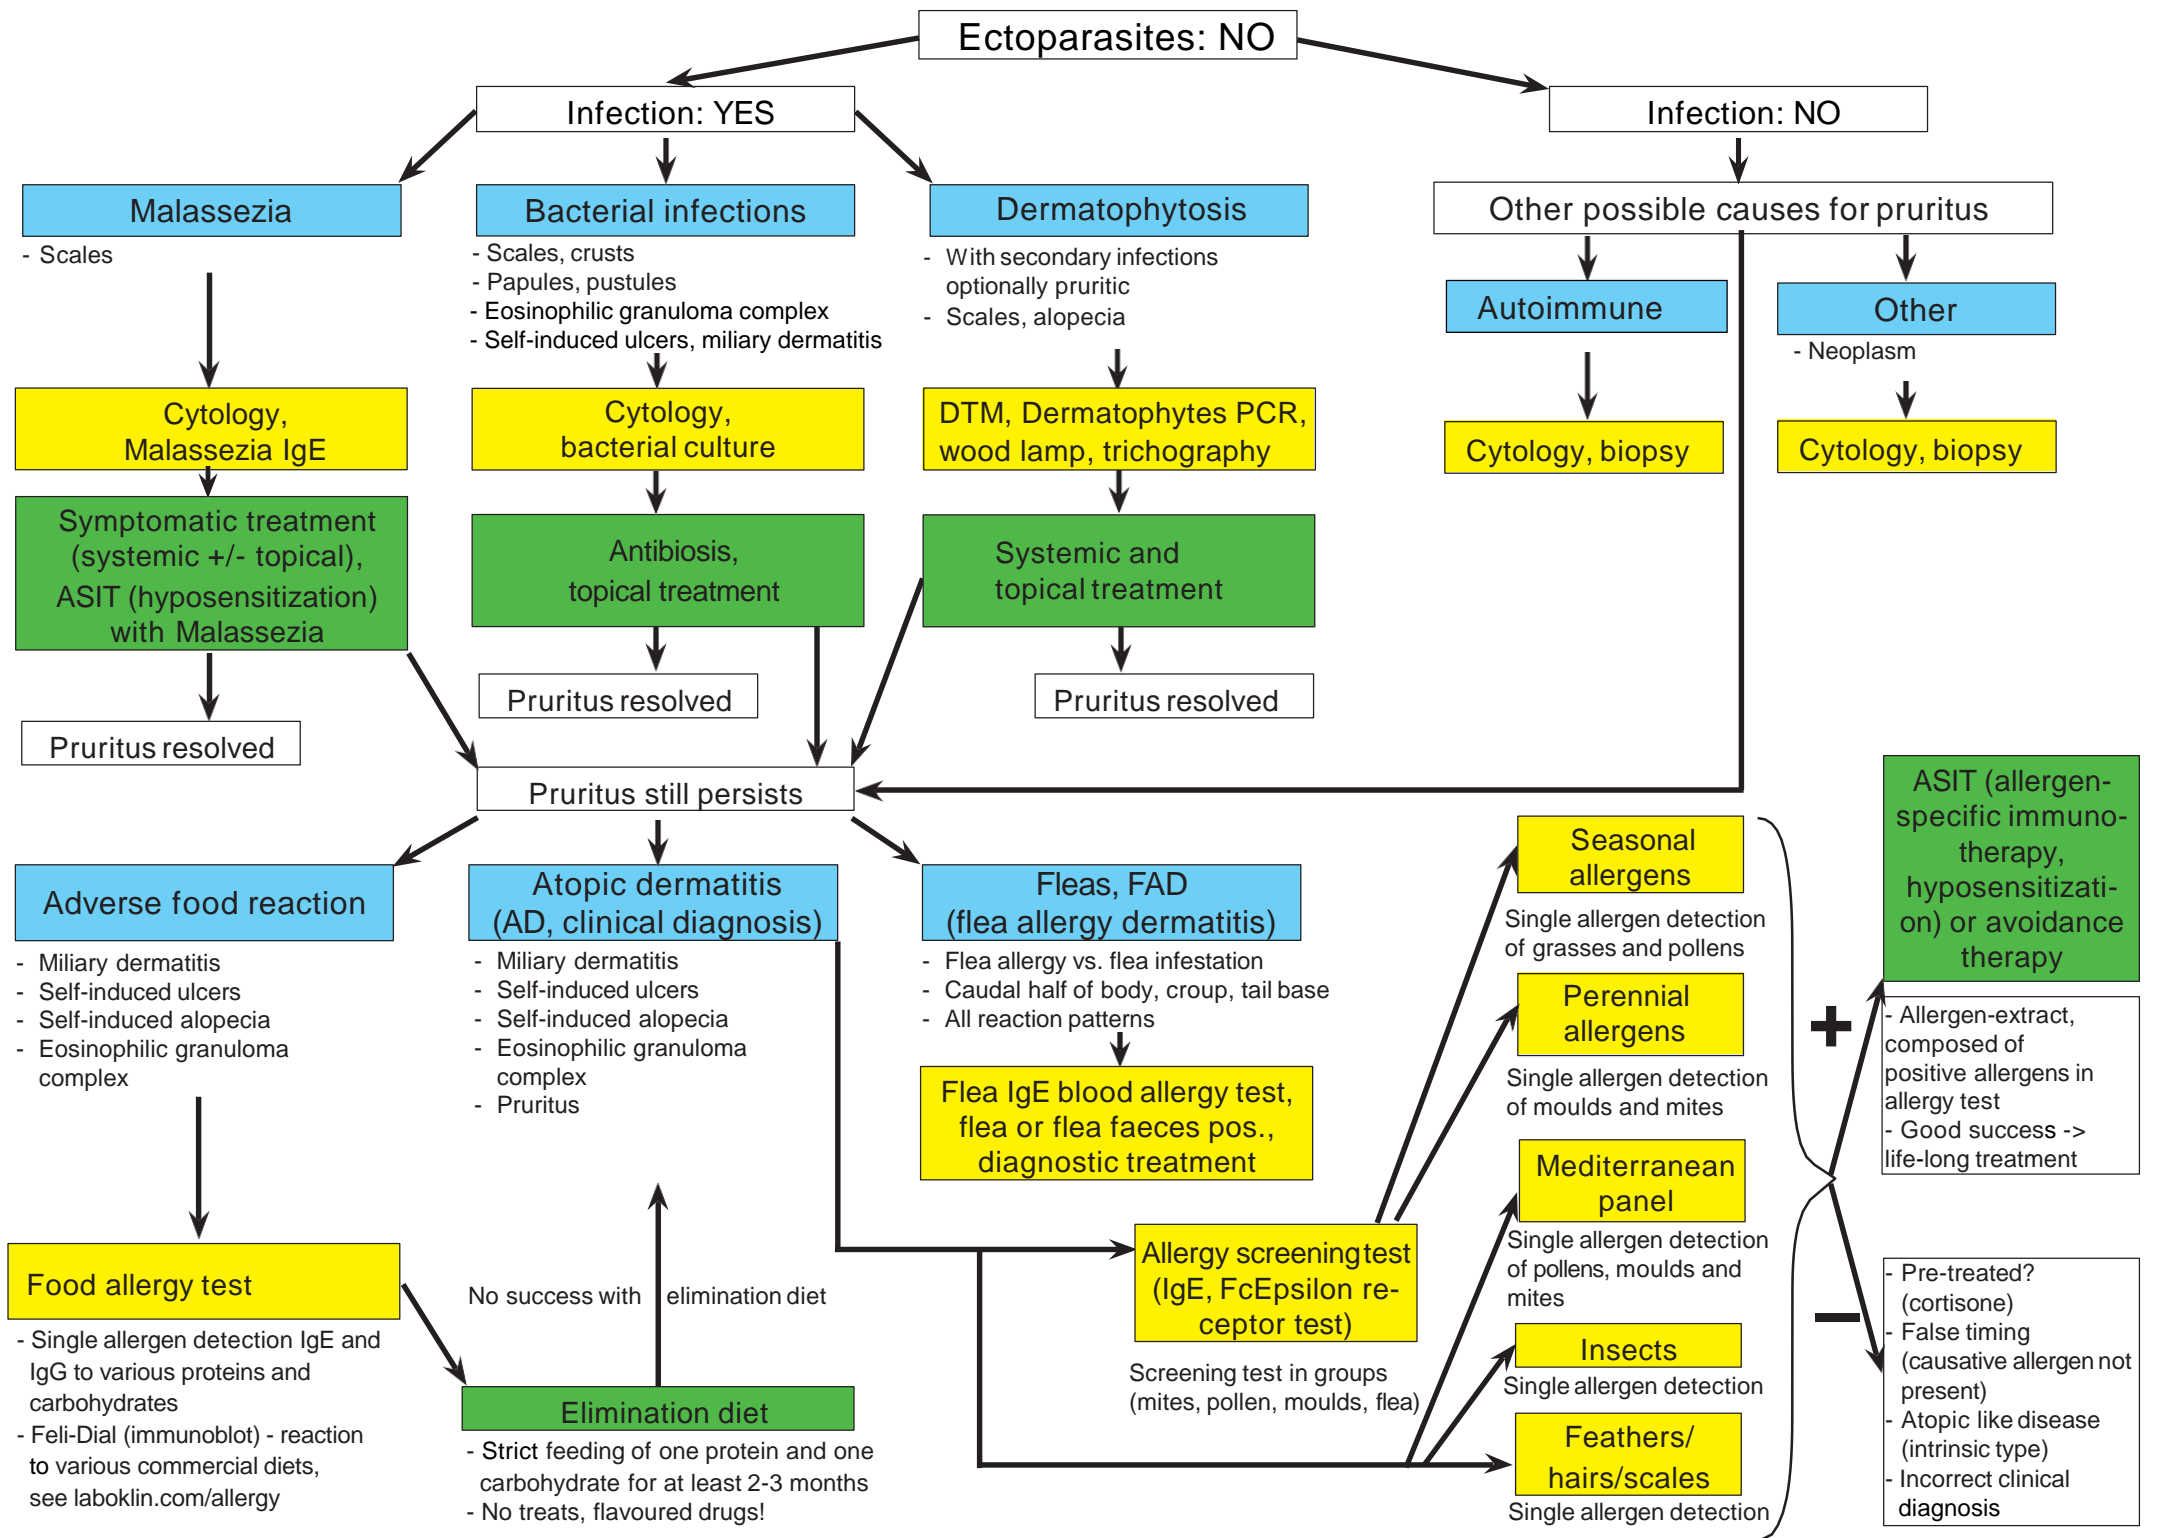 Ectoparasites: NO
Infection: YES
Infection: NO
Malassezia
- Scales
Bacterial infections
- Scales, crusts
- Papules, pustules
- Eosinophilic granuloma complex
- Self-induced ulcers, miliary dermatitis
Dermatophytosis
- With secondary infections
optionally pruritic
- Scales, alopecia
Other possible causes for pruritus
Autoimmune
Other
- Neoplasm
Cytology,
Malassezia IgE
Cytology,
bacterial culture
DTM, Dermatophytes PCR,
wood lamp, trichography
Cytology, biopsy
Cytology, biopsy
Symptomatic treatment
(systemic +/- topical),
ASIT (hyposensitization)
with Malassezia
Antibiosis,
topical treatment
Systemic and
topical treatment
Pruritus resolved
Pruritus resolved
Pruritus resolved
Pruritus still persists
Adverse food reaction
- Miliary dermatitis
- Self-induced ulcers
- Self-induced alopecia
- Eosinophilic granuloma
complex
Atopic dermatitis
(AD, clinical diagnosis)
- Miliary dermatitis
- Self-induced ulcers
- Self-induced alopecia
- Eosinophilic granuloma
complex
- Pruritus
Fleas, FAD
(flea allergy dermatitis)
- Flea allergy vs. flea infestation
- Caudal half of body, croup, tail base
- All reaction patterns
Flea IgE blood allergy test,
flea or flea faeces pos.,
diagnostic treatment
Food allergy test
- Single allergen detection IgE and
IgG to various proteins and
carbohydrates
- Feli-Dial (immunoblot) - reaction
to various commercial diets,
see laboklin.com/allergy
No success with elimination diet
Elimination diet
- Strict feeding of one protein and one
carbohydrate for at least 2-3 months
- No treats, flavoured drugs!
Allergy screening test
(IgE, FcEpsilon re-
ceptor test)
Screening test in groups
(mites, pollen, moulds, flea)
Seasonal
allergens
Single allergen detection
of grasses and pollens
Perennial
allergens
Single allergen detection
of moulds and mites
Mediterranean
panel
Single allergen detection
of pollens, moulds and
mites
Insects
Single allergen detection
Feathers/
hairs/scales
Single allergen detection
+
ASIT (allergen-
specific immuno-
therapy,
hyposensitizati-
on) or avoidance
therapy
- Allergen-extract,
composed of
positive allergens in
allergy test
- Good success ->
life-long treatment
−
- Pre-treated?
(cortisone)
- False timing
(causative allergen not
present)
- Atopic like disease
(intrinsic type)
- Incorrect clinical
diagnosis